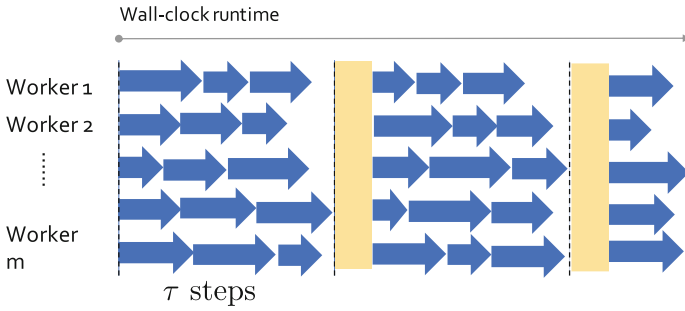 Wall-clock runtime
Worker 1
Worker 2
......
Worker
m
τ steps